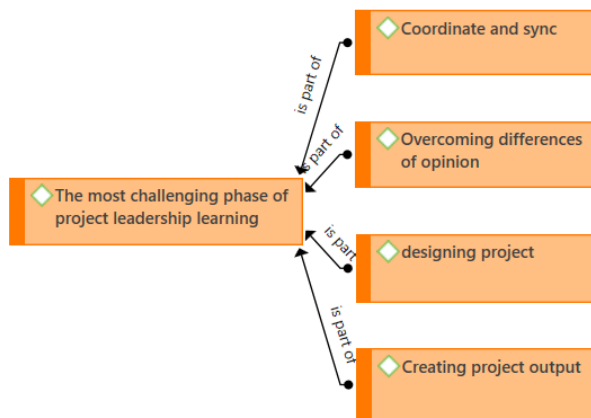 Coordinate and sync
is part of
Overcoming differences
of opinion
is part of
The most challenging phase of
project leadership learning
designing project
is part
Creating project output
is part of